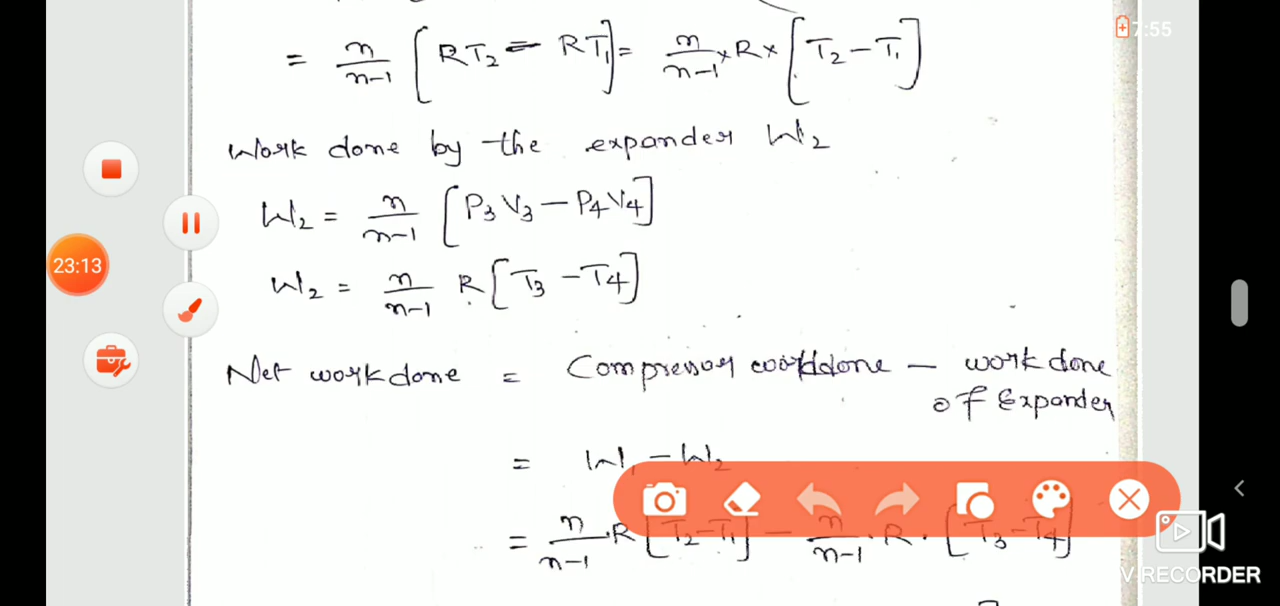 7:55
= n/n-1 [RT2 - RT1] = n/n-1 × R × [T2 - T1]
Work done by the expander W2
W2 = n/n-1 [P3V3 - P4V4]
23:13
W2 = n/n-1 R[T3 - T4]
Net workdone = Compressor workdone - work done
of Expander
= W1 - W2
= n/n-1 . R [T2-T1] - n/n-1 . R . [T3-T4]
V RECORDER